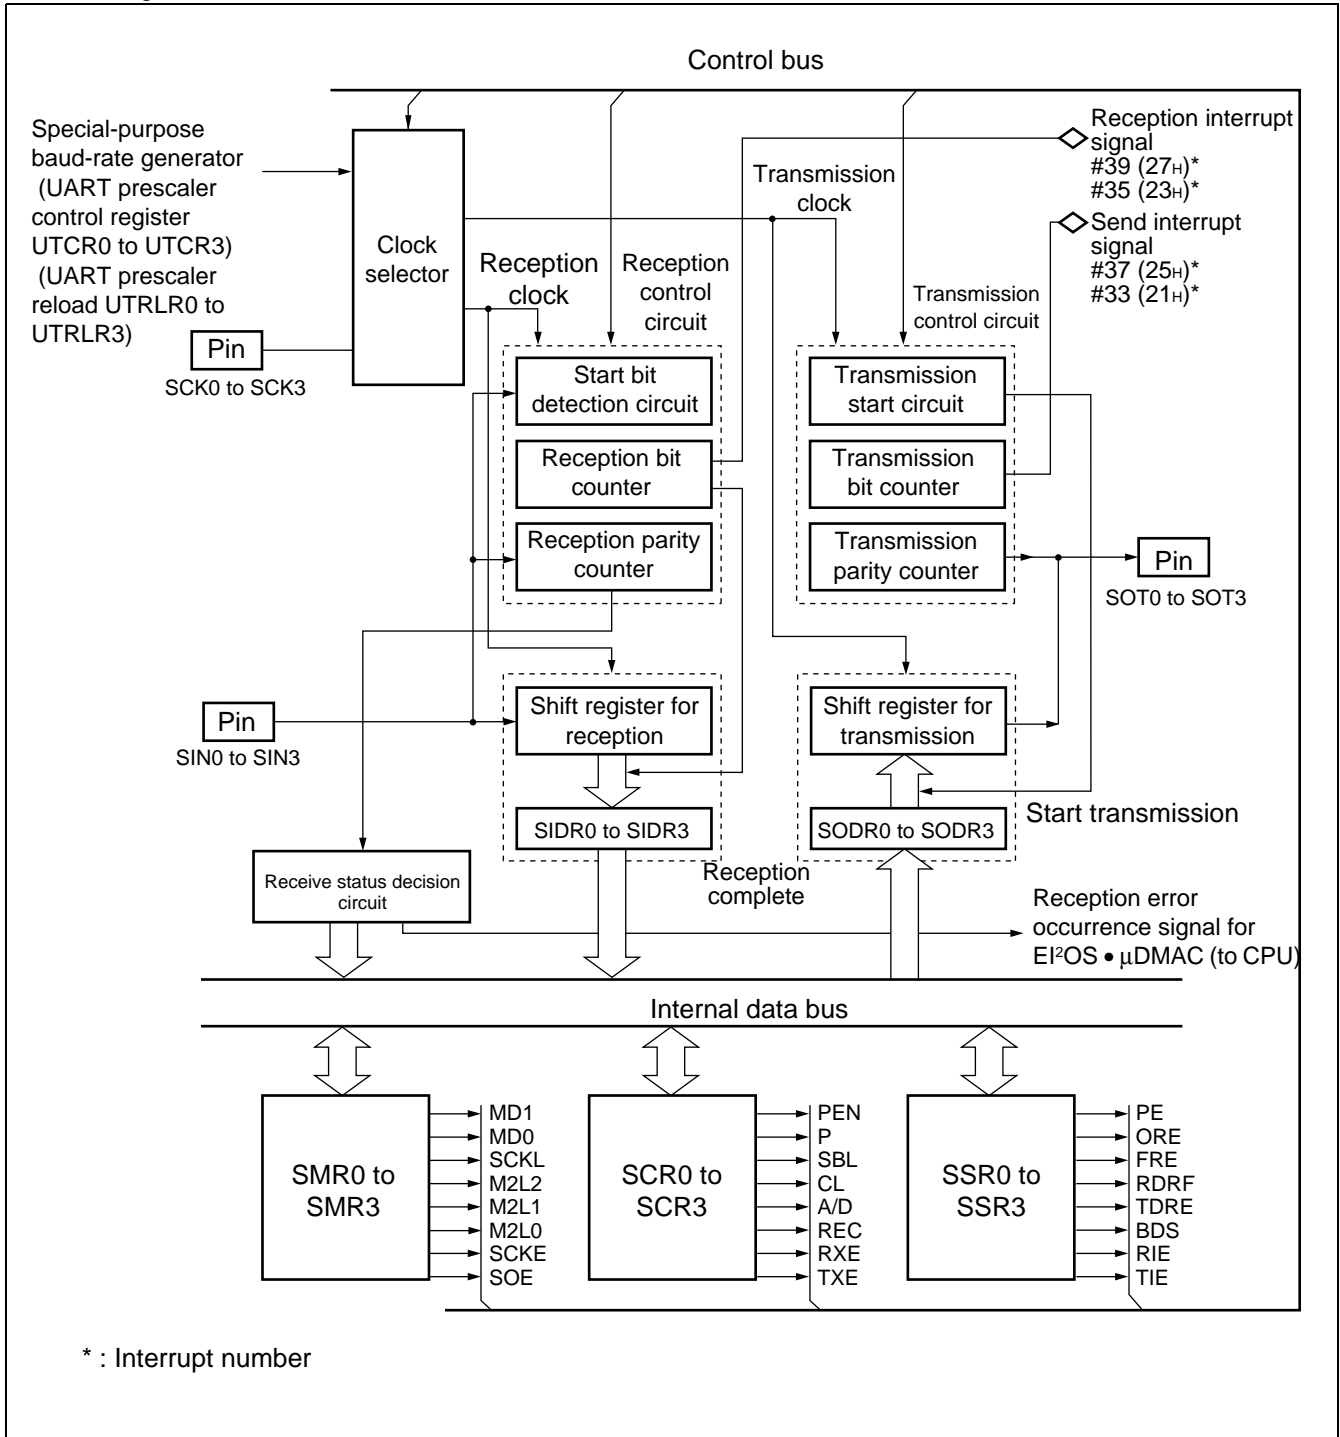 Control bus
Special-purpose
baud-rate generator
(UART prescaler
control register
UTCR0 to UTCR3)
(UART prescaler
reload UTRLR0 to
UTRLR3)
Pin
SCK0 to SCK3
Clock
selector
Reception
clock
Reception
control
circuit
Transmission
clock
Transmission
control circuit
Reception interrupt
signal
#39 (27H)*
#35 (23H)*
Send interrupt
signal
#37 (25H)*
#33 (21H)*
Start bit
detection circuit
Reception bit
counter
Reception parity
counter
Transmission
start circuit
Transmission
bit counter
Transmission
parity counter
Pin
SOT0 to SOT3
Pin
SIN0 to SIN3
Shift register for
reception
Shift register for
transmission
SIDR0 to SIDR3
SODR0 to SODR3
Start transmission
Reception
complete
Receive status decision
circuit
Reception error
occurrence signal for
EI²OS • μDMAC (to CPU)
Internal data bus
SMR0 to
SMR3
MD1
MD0
SCKL
M2L2
M2L1
M2L0
SCKE
SOE
SCR0 to
SCR3
PEN
P
SBL
CL
A/D
REC
RXE
TXE
SSR0 to
SSR3
PE
ORE
FRE
RDRF
TDRE
BDS
RIE
TIE
* : Interrupt number